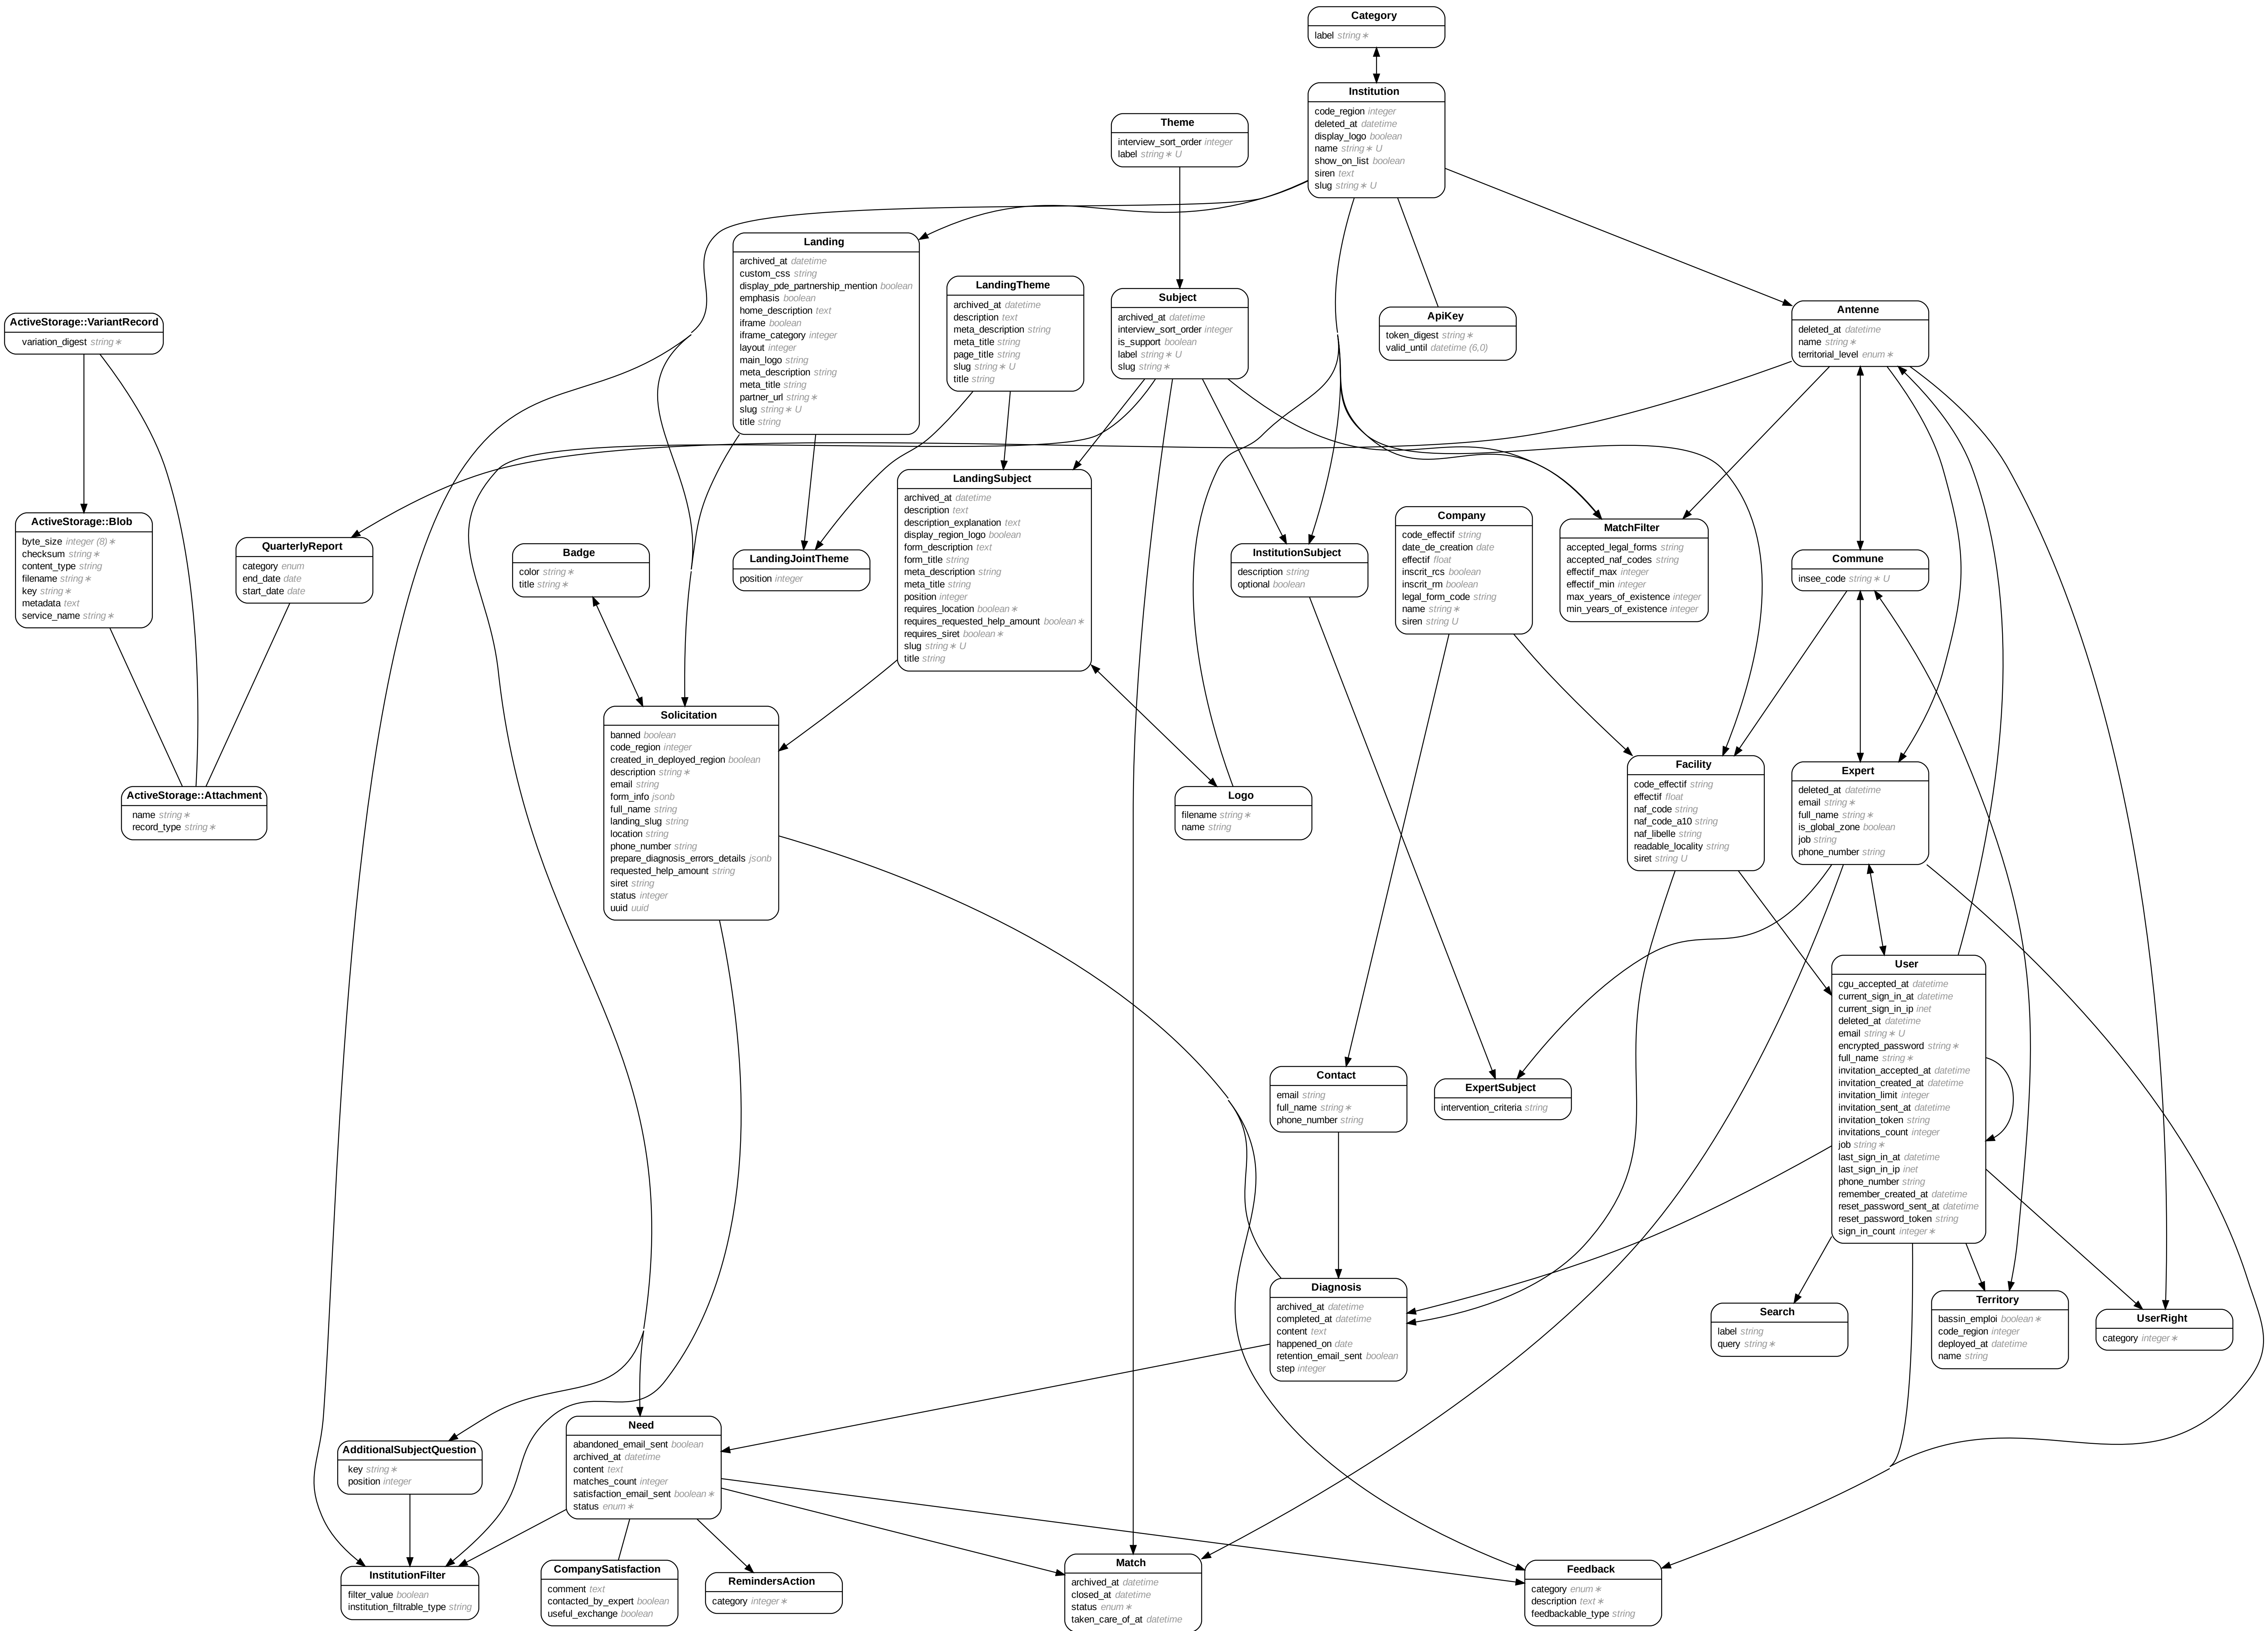 Category
label string∗
Institution
code_region integer
deleted_at datetime
display_logo boolean
name string∗ U
show_on_list boolean
siren text
slug string∗ U
Theme
interview_sort_order integer
label string∗ U
Landing
archived_at datetime
custom_css string
display_pde_partnership_mention boolean
emphasis boolean
home_description text
iframe boolean
iframe_category integer
layout integer
main_logo string
meta_description string
meta_title string
partner_url string∗
slug string∗ U
title string
LandingTheme
archived_at datetime
description text
meta_description string
meta_title string
page_title string
slug string∗ U
title string
Subject
archived_at datetime
interview_sort_order integer
is_support boolean
label string∗ U
slug string∗
ApiKey
token_digest string∗
valid_until datetime (6,0)
Antenne
deleted_at datetime
name string∗
territorial_level enum∗
ActiveStorage::VariantRecord
variation_digest string∗
ActiveStorage::Blob
byte_size integer (8)∗
checksum string∗
content_type string
filename string∗
key string∗
metadata text
service_name string∗
QuarterlyReport
category enum
end_date date
start_date date
Badge
color string∗
title string∗
LandingJointTheme
position integer
LandingSubject
archived_at datetime
description text
description_explanation text
display_region_logo boolean
form_description text
form_title string
meta_description string
meta_title string
position integer
requires_location boolean∗
requires_requested_help_amount boolean∗
requires_siret boolean∗
slug string∗ U
title string
InstitutionSubject
description string
optional boolean
Company
code_effectif string
date_de_creation date
effectif float
inscrit_rcs boolean
inscrit_rm boolean
legal_form_code string
name string∗
siren string U
MatchFilter
accepted_legal_forms string
accepted_naf_codes string
effectif_max integer
effectif_min integer
max_years_of_existence integer
min_years_of_existence integer
Commune
insee_code string∗ U
Solicitation
banned boolean
code_region integer
created_in_deployed_region boolean
description string∗
email string
form_info jsonb
full_name string
landing_slug string
location string
phone_number string
prepare_diagnosis_errors_details jsonb
requested_help_amount string
siret string
status integer
uuid uuid
ActiveStorage::Attachment
name string∗
record_type string∗
Logo
filename string∗
name string
Facility
code_effectif string
effectif float
naf_code string
naf_code_a10 string
naf_libelle string
readable_locality string
siret string U
Expert
deleted_at datetime
email string∗
full_name string∗
is_global_zone boolean
job string
phone_number string
User
cgu_accepted_at datetime
current_sign_in_at datetime
current_sign_in_ip inet
deleted_at datetime
email string∗ U
encrypted_password string∗
full_name string∗
invitation_accepted_at datetime
invitation_created_at datetime
invitation_limit integer
invitation_sent_at datetime
invitation_token string
invitations_count integer
job string∗
last_sign_in_at datetime
last_sign_in_ip inet
phone_number string
remember_created_at datetime
reset_password_sent_at datetime
reset_password_token string
sign_in_count integer∗
Contact
email string
full_name string∗
phone_number string
ExpertSubject
intervention_criteria string
Diagnosis
archived_at datetime
completed_at datetime
content text
happened_on date
retention_email_sent boolean
step integer
Search
label string
query string∗
Territory
bassin_emploi boolean∗
code_region integer
deployed_at datetime
name string
UserRight
category integer∗
Need
abandoned_email_sent boolean
archived_at datetime
content text
matches_count integer
satisfaction_email_sent boolean∗
status enum∗
AdditionalSubjectQuestion
key string∗
position integer
InstitutionFilter
filter_value boolean
institution_filtrable_type string
CompanySatisfaction
comment text
contacted_by_expert boolean
useful_exchange boolean
RemindersAction
category integer∗
Match
archived_at datetime
closed_at datetime
status enum∗
taken_care_of_at datetime
Feedback
category enum∗
description text∗
feedbackable_type string